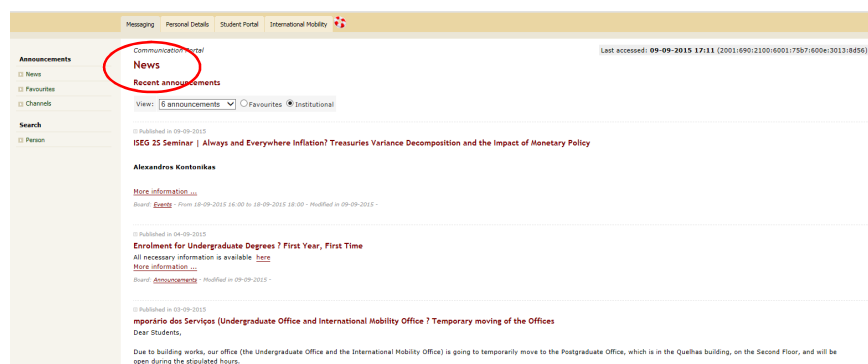 Messaging Personal Details Student Portal International Mobility
Communication Portal
Last accessed: 09-09-2015 17:11 (2001:690:2100:6001:75b7:600e:3013:8d56)
Announcements
News
Favourites
Channels
Search
Person
News
Recent announcements
View: 6 announcements Favourites Institutional
Published in 09-09-2015
ISEG 2S Seminar | Always and Everywhere Inflation? Treasuries Variance Decomposition and the Impact of Monetary Policy
Alexandros Kontonikas
More information ...
Board: Events - From 18-09-2015 16:00 to 18-09-2015 18:00 - Modified in 09-09-2015 -
Published in 04-09-2015
Enrolment for Undergraduate Degrees ? First Year, First Time
All necessary information is available here
More information ...
Board: Announcements - Modified in 09-09-2015 -
Published in 03-09-2015
mporário dos Serviços (Undergraduate Office and International Mobility Office ? Temporary moving of the Offices
Dear Students,
Due to building works, our office (the Undergraduate Office and the International Mobility Office) is going to temporarily move to the Postgraduate Office, which is in the Quelhas building, on the Second Floor, and will be
open during the stipulated hours.